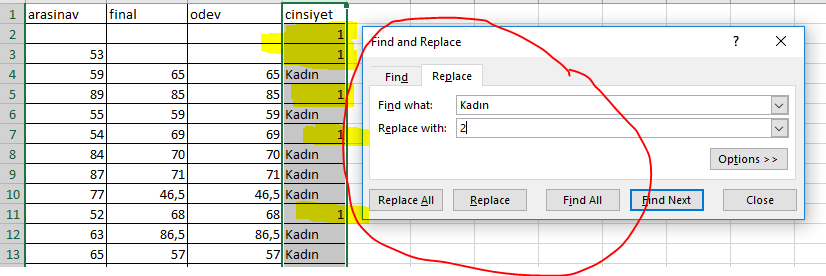 1 arasinav final odev cinsiyet
2 1
3 53 1
4 59 65 65 Kadın
5 89 85 85 1
6 55 59 59 Kadın
7 54 69 69 1
8 84 70 70 Kadın
9 87 71 71 Kadın
10 77 46,5 46,5 Kadın
11 52 68 68 1
12 63 86,5 86,5 Kadın
13 65 57 57 Kadın
Find and Replace ? ×
Find Replace
Find what: Kadın
Replace with: 2
Options >>
Replace All Replace Find All Find Next Close